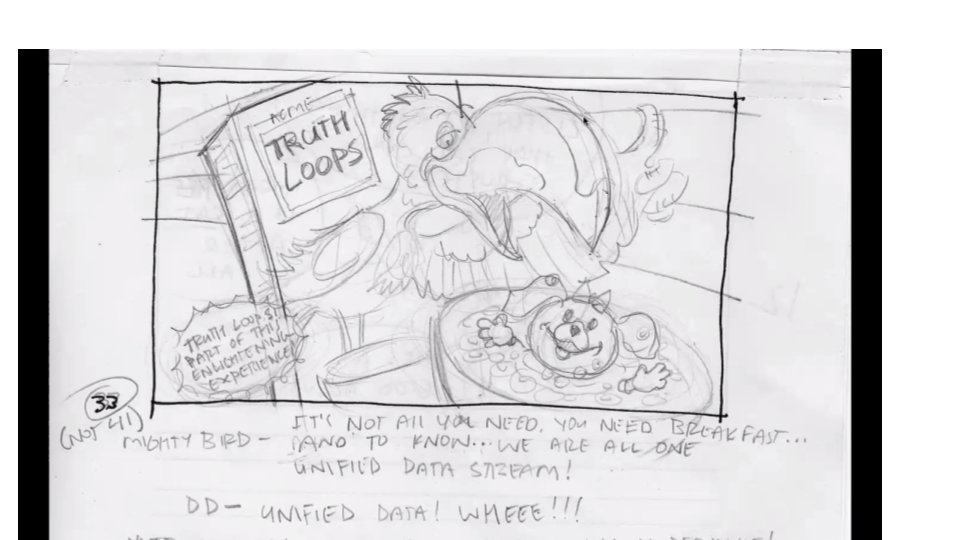 ACME
TRUTH
LOOPS
TRUTH LOOPS!
PART OF THIS
ENLIGHTENING
EXPERIENCE
33
(NOT 41)
MIGHTY BIRD - IT'S NOT All YOU NEED, YOU NEED BREAKFAST...
AND TO KNOW... WE ARE ALL ONE
UNIFIED DATA STREAM!
DD - UNIFIED DATA! WHEEE!!!